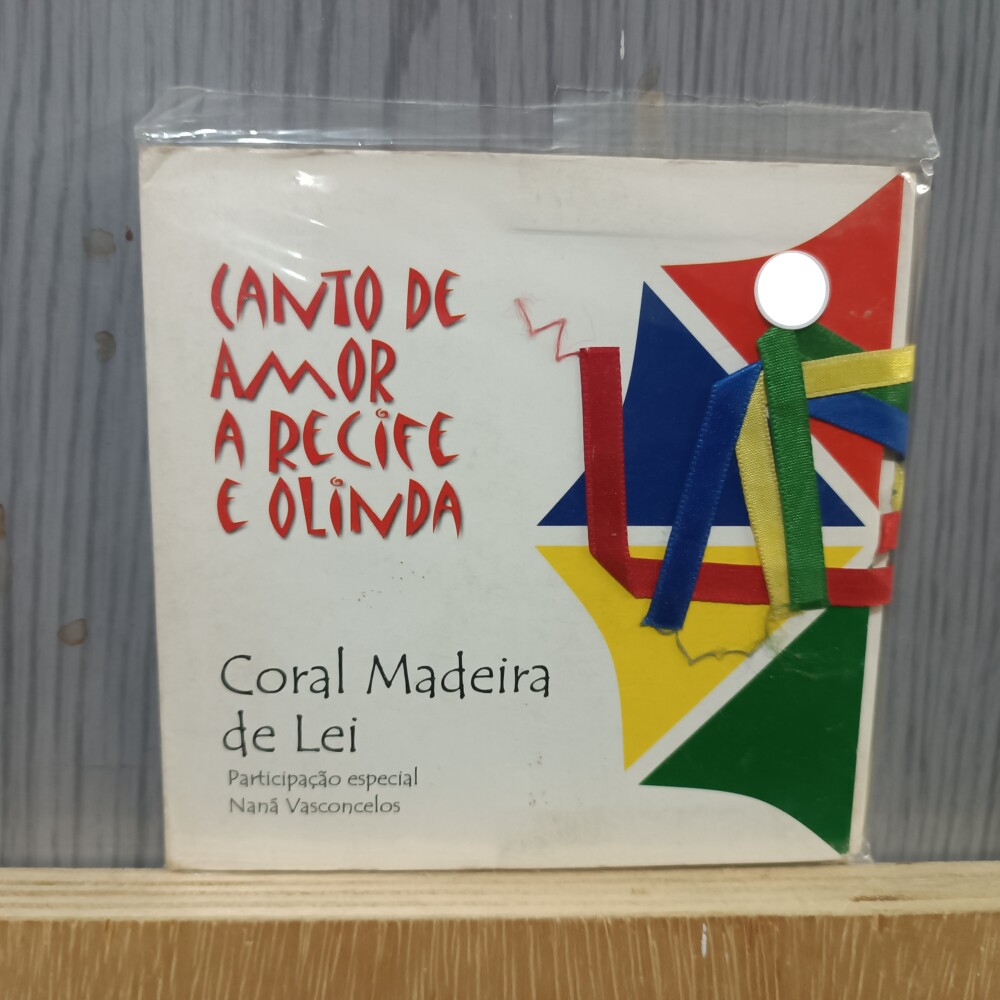 CANTO DE
AMOR
A RECIFE
E OLINDA
Coral Madeira
de Lei
Participação especial
Naná Vasconcelos